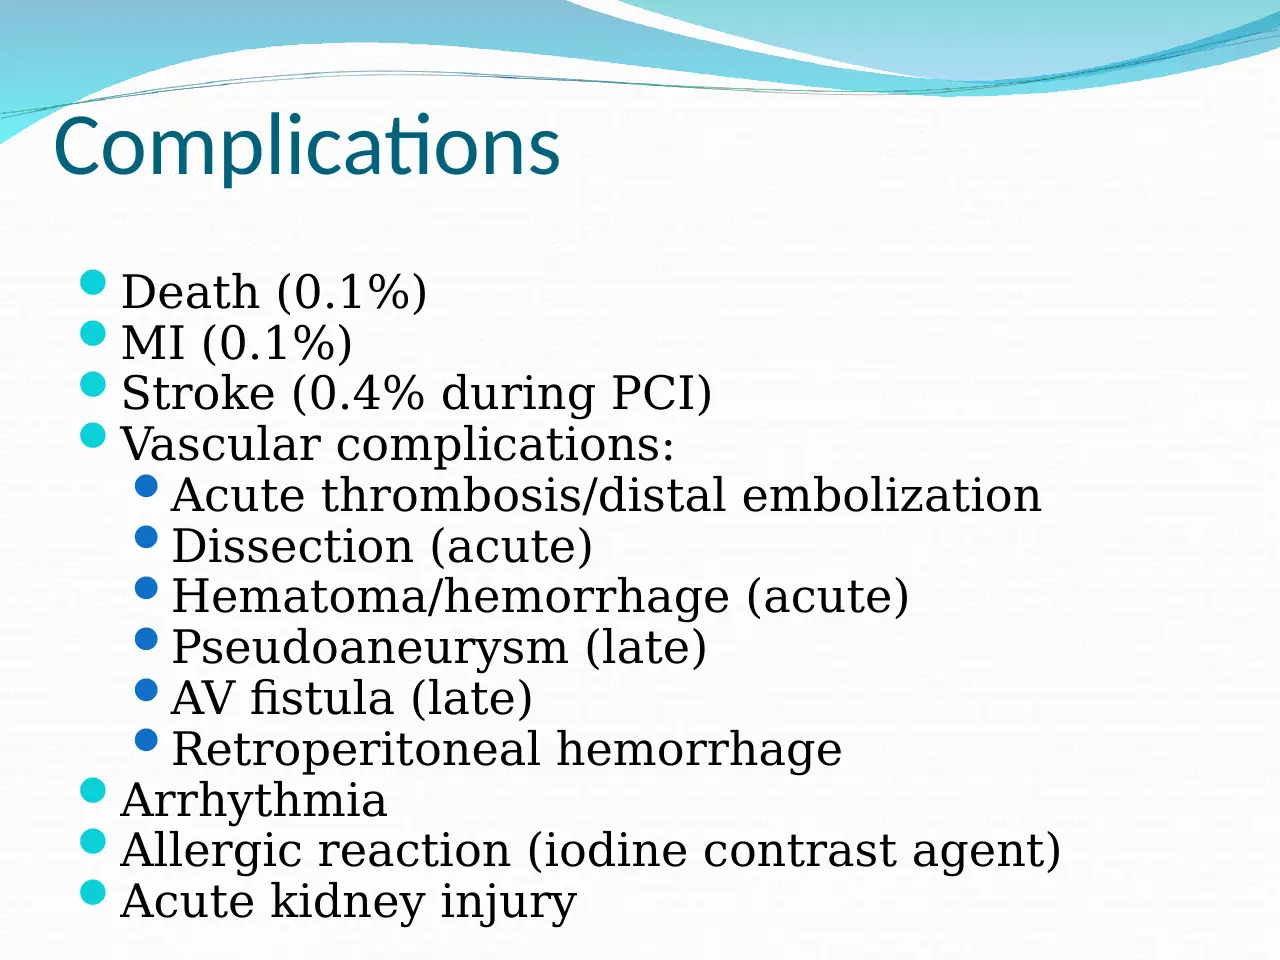 Complications
Death (0.1%)
MI (0.1%)
Stroke (0.4% during PCI)
Vascular complications:
Acute thrombosis/distal embolization
Dissection (acute)
Hematoma/hemorrhage (acute)
Pseudoaneurysm (late)
AV fistula (late)
Retroperitoneal hemorrhage
Arrhythmia
Allergic reaction (iodine contrast agent)
Acute kidney injury